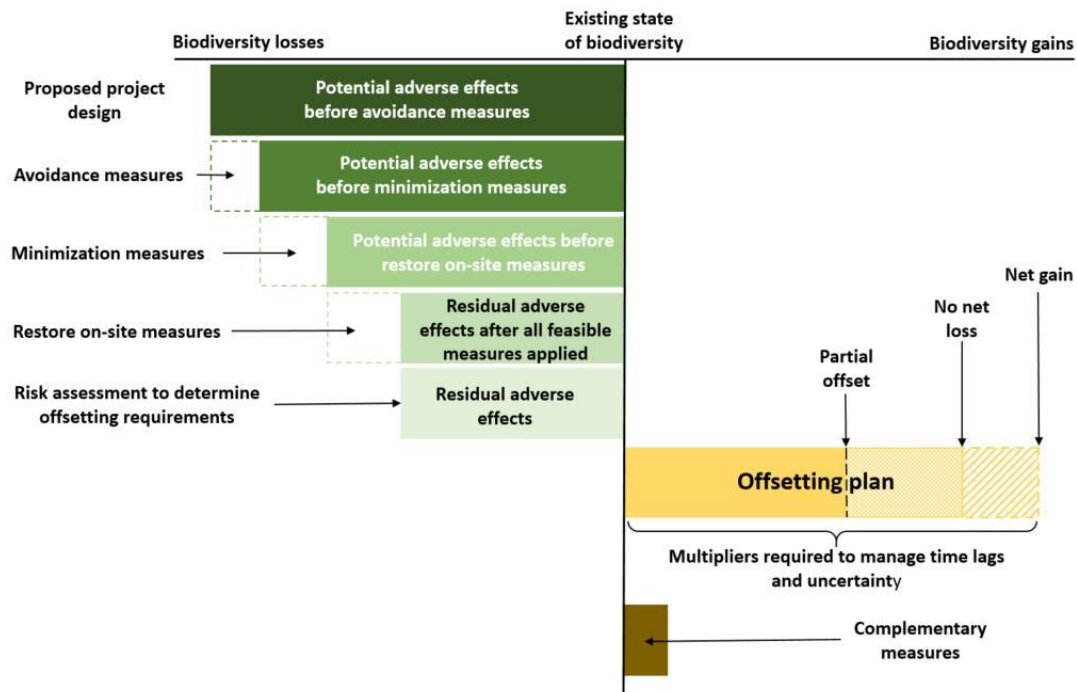 Existing state
of biodiversity
Biodiversity losses
Biodiversity gains
Proposed project
design
Potential adverse effects
before avoidance measures
Avoidance measures
Potential adverse effects
before minimization measures
Minimization measures
Potential adverse effects before
restore on-site measures
Restore on-site measures
Residual adverse
effects after all feasible
measures applied
Risk assessment to determine
offsetting requirements
Residual adverse
effects
Partial
offset
No net
loss
Net gain
Offsetting plan
Multipliers required to manage time lags
and uncertainty
Complementary
measures